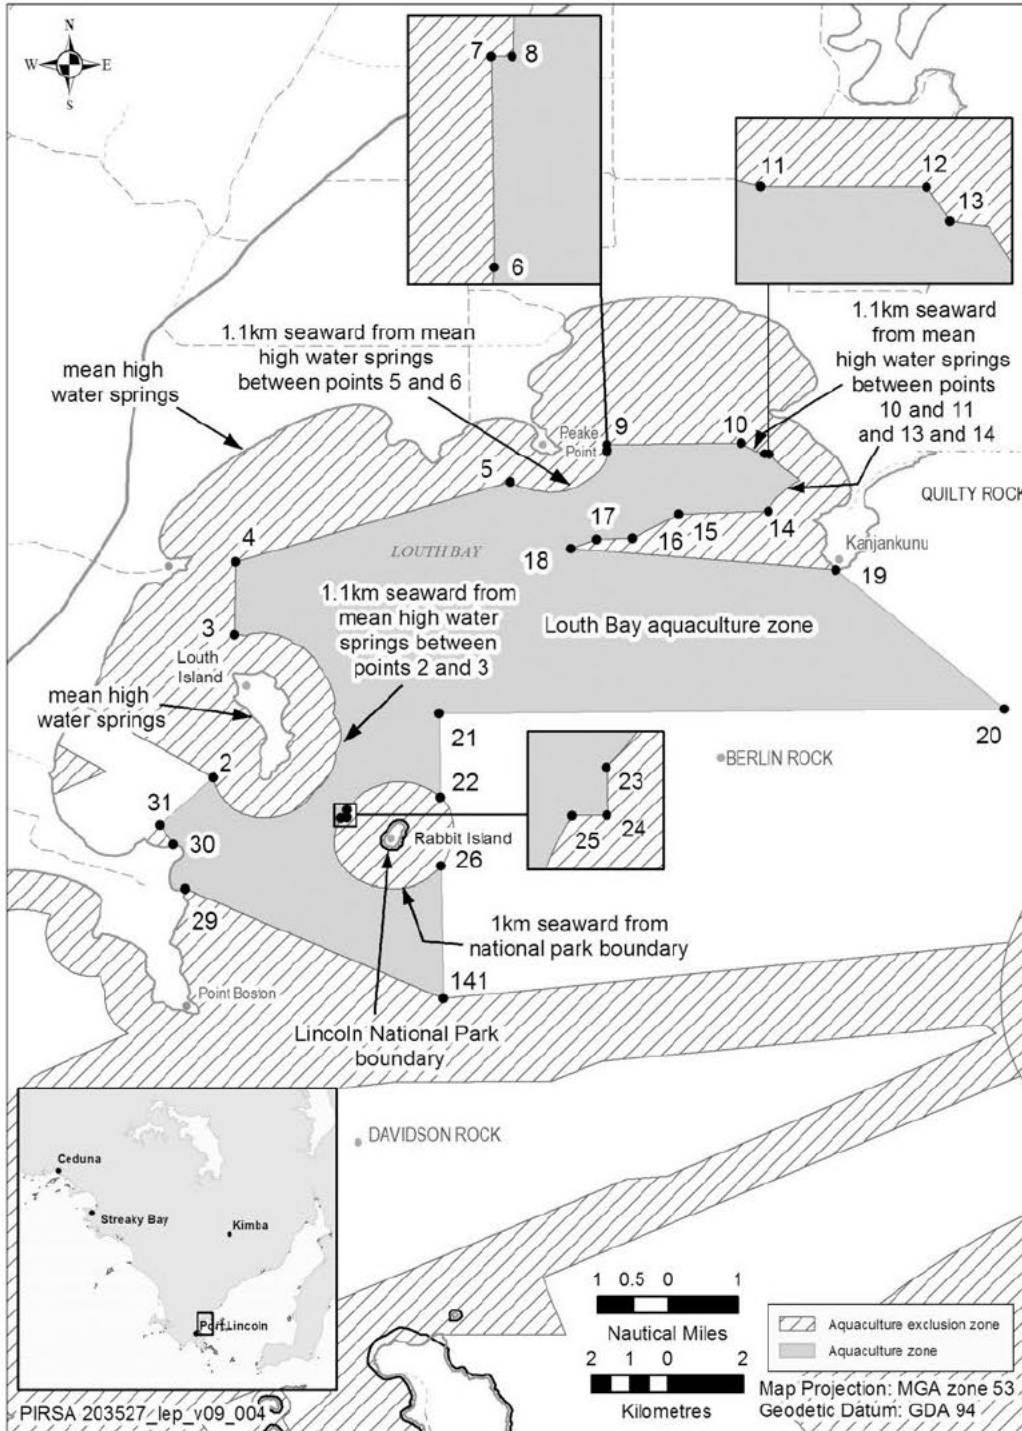 N
W
E
S
7
8
6
11
12
13
1.1km seaward from mean
high water springs
between points 5 and 6
mean high
water springs
1.1km seaward
from mean
high water springs
between points
10 and 11
and 13 and 14
Peake
Point
9
10
5
QUILTY ROCK
4
LOUTH BAY
17
18
16
15
14
Kanjankunu
19
3
1.1km seaward from
mean high water
springs between
points 2 and 3
Louth Bay aquaculture zone
Louth
Island
mean high
water springs
2
21
20
BERLIN ROCK
22
23
24
25
31
30
Rabbit Island
26
29
1km seaward from
national park boundary
141
Point Boston
Lincoln National Park
boundary
DAVIDSON ROCK
Ceduna
Streaky Bay
Kimba
Port Lincoln
1 0.5 0 1
Nautical Miles
2 1 0 2
Kilometres
Aquaculture exclusion zone
Aquaculture zone
Map Projection: MGA zone 53
Geodetic Datum: GDA 94
PIRSA 203527_lep_v09_004